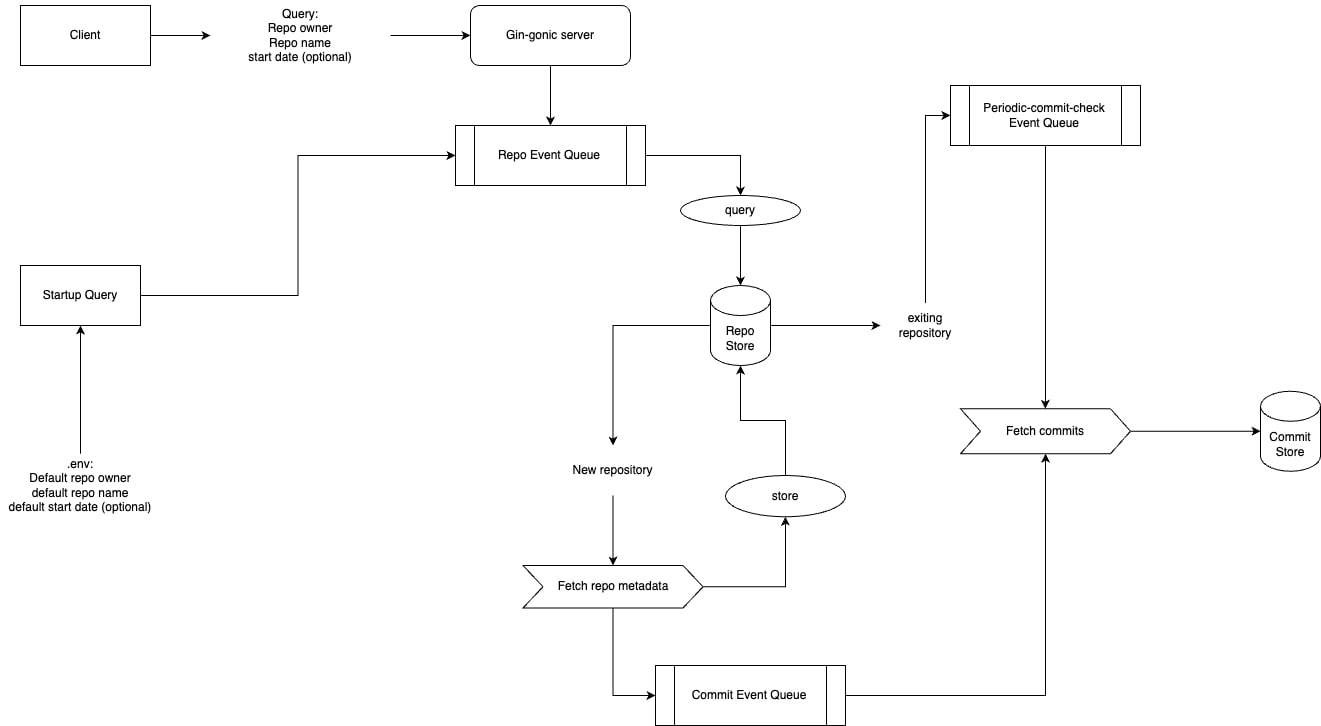 Client
Query:
Repo owner
Repo name
start date (optional)
Gin-gonic server
Periodic-commit-check
Event Queue
Repo Event Queue
query
Startup Query
Repo
Store
exiting
repository
Fetch commits
Commit
Store
.env:
Default repo owner
default repo name
default start date (optional)
New repository
store
Fetch repo metadata
Commit Event Queue